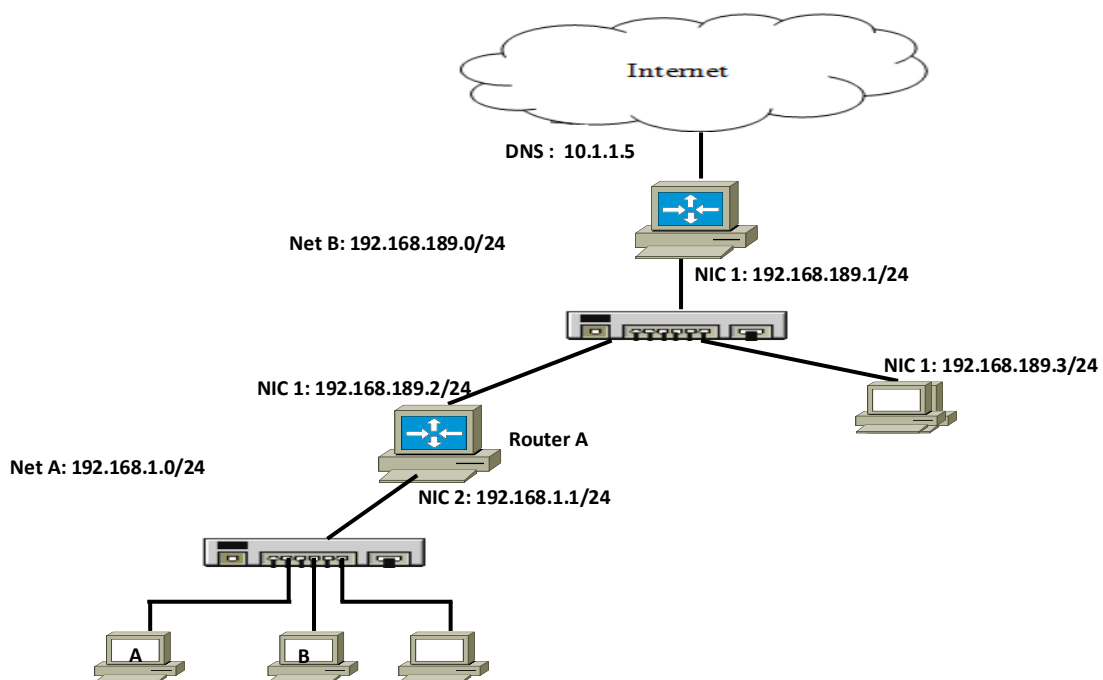 Internet
DNS :  10.1.1.5
Net B: 192.168.189.0/24
NIC 1: 192.168.189.1/24
NIC 1: 192.168.189.3/24
NIC 1: 192.168.189.2/24
Router A
Net A: 192.168.1.0/24
NIC 2: 192.168.1.1/24
A
B